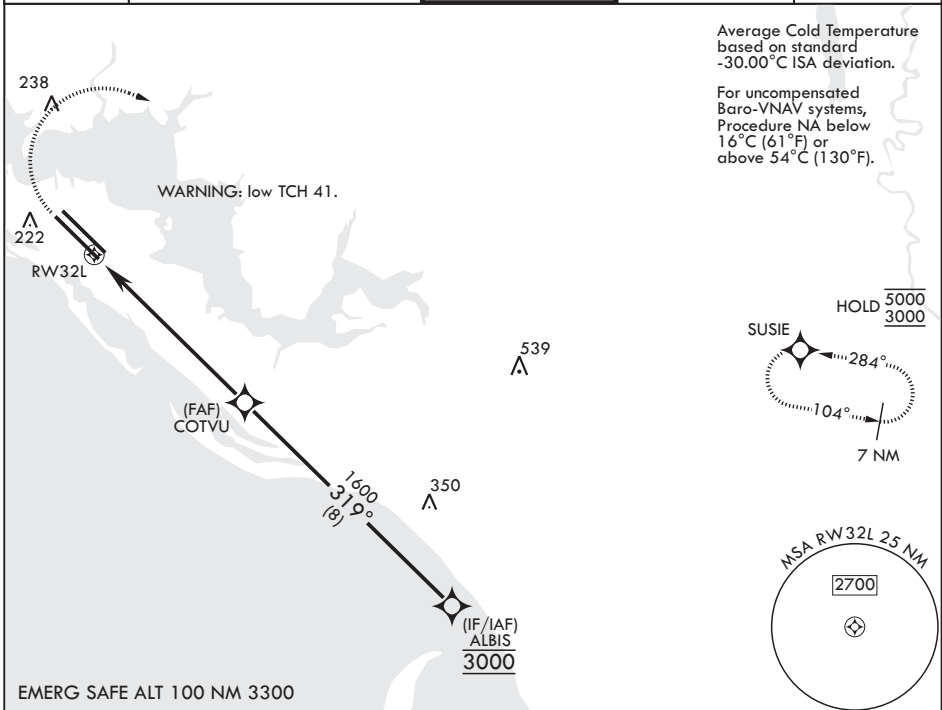 Average Cold Temperature
based on standard
-30.00°C ISA deviation.
For uncompensated
Baro-VNAV systems,
Procedure NA below
16°C (61°F) or
above 54°C (130°F).
238
WARNING: low TCH 41.
222
RW32L
HOLD 5000
3000
SUSIE
284°
104°
7 NM
539
(FAF)
COTVU
1600
319°
(8)
350
MSA RW32L 25 NM
2700
(IF/IAF)
ALBIS
3000
EMERG SAFE ALT 100 NM 3300